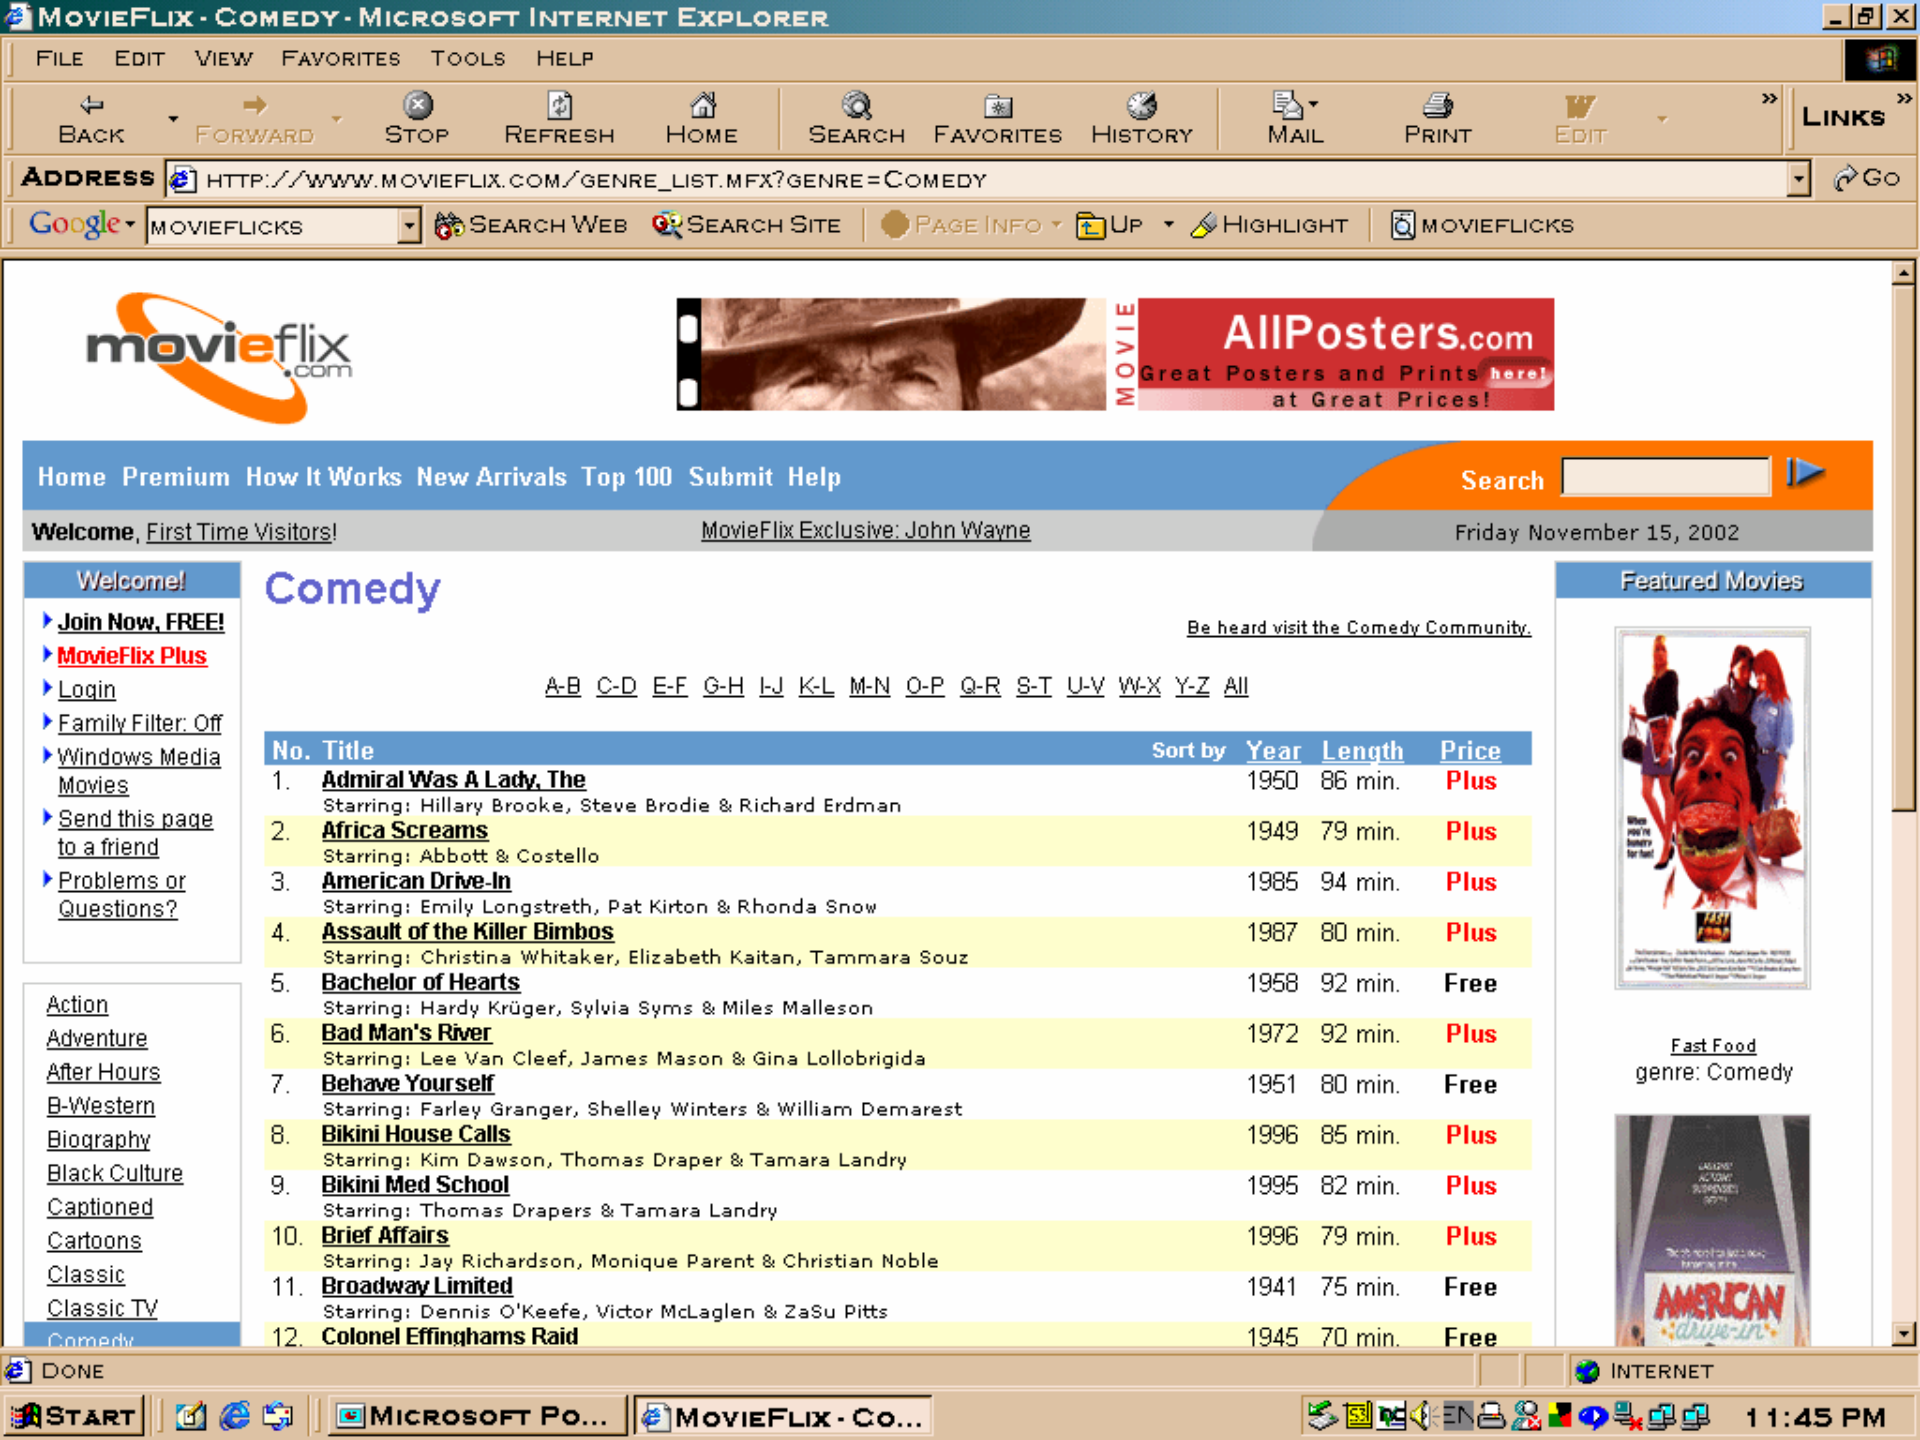 MovieFlix - Comedy - Microsoft Internet Explorer
File Edit View Favorites Tools Help
Back Forward Stop Refresh Home Search Favorites History Mail Print Edit » Links »
Address http://www.movieflix.com/genre_list.mfx?genre=Comedy Go
Google movieflicks Search Web Search Site Page Info Up Highlight movieflicks
movieflix.com
MOVIE
AllPosters.com
Great Posters and Prints here!
at Great Prices!
Home Premium How It Works New Arrivals Top 100 Submit Help Search
Welcome, First Time Visitors! MovieFlix Exclusive: John Wayne Friday November 15, 2002
Welcome!
Join Now, FREE!
MovieFlix Plus
Login
Family Filter: Off
Windows Media
Movies
Send this page
to a friend
Problems or
Questions?
Action
Adventure
After Hours
B-Western
Biography
Black Culture
Captioned
Cartoons
Classic
Classic TV
Comedy
Comedy
Be heard visit the Comedy Community.
A-B C-D E-F G-H I-J K-L M-N O-P Q-R S-T U-V W-X Y-Z All
No. Title Sort by Year Length Price
1. Admiral Was A Lady, The 1950 86 min. Plus
Starring: Hillary Brooke, Steve Brodie & Richard Erdman
2. Africa Screams 1949 79 min. Plus
Starring: Abbott & Costello
3. American Drive-In 1985 94 min. Plus
Starring: Emily Longstreth, Pat Kirton & Rhonda Snow
4. Assault of the Killer Bimbos 1987 80 min. Plus
Starring: Christina Whitaker, Elizabeth Kaitan, Tammara Souz
5. Bachelor of Hearts 1958 92 min. Free
Starring: Hardy Krüger, Sylvia Syms & Miles Malleson
6. Bad Man's River 1972 92 min. Plus
Starring: Lee Van Cleef, James Mason & Gina Lollobrigida
7. Behave Yourself 1951 80 min. Free
Starring: Farley Granger, Shelley Winters & William Demarest
8. Bikini House Calls 1996 85 min. Plus
Starring: Kim Dawson, Thomas Draper & Tamara Landry
9. Bikini Med School 1995 82 min. Plus
Starring: Thomas Drapers & Tamara Landry
10. Brief Affairs 1996 79 min. Plus
Starring: Jay Richardson, Monique Parent & Christian Noble
11. Broadway Limited 1941 75 min. Free
Starring: Dennis O'Keefe, Victor McLaglen & ZaSu Pitts
12. Colonel Effinghams Raid 1945 70 min. Free
Featured Movies
When
you're
hungry
for fun!
FAST
FOOD
Fast Food
genre: Comedy
AMERICAN
drive-in
Done Internet
Start Microsoft Po... MovieFlix - Co... EN 11:45 PM